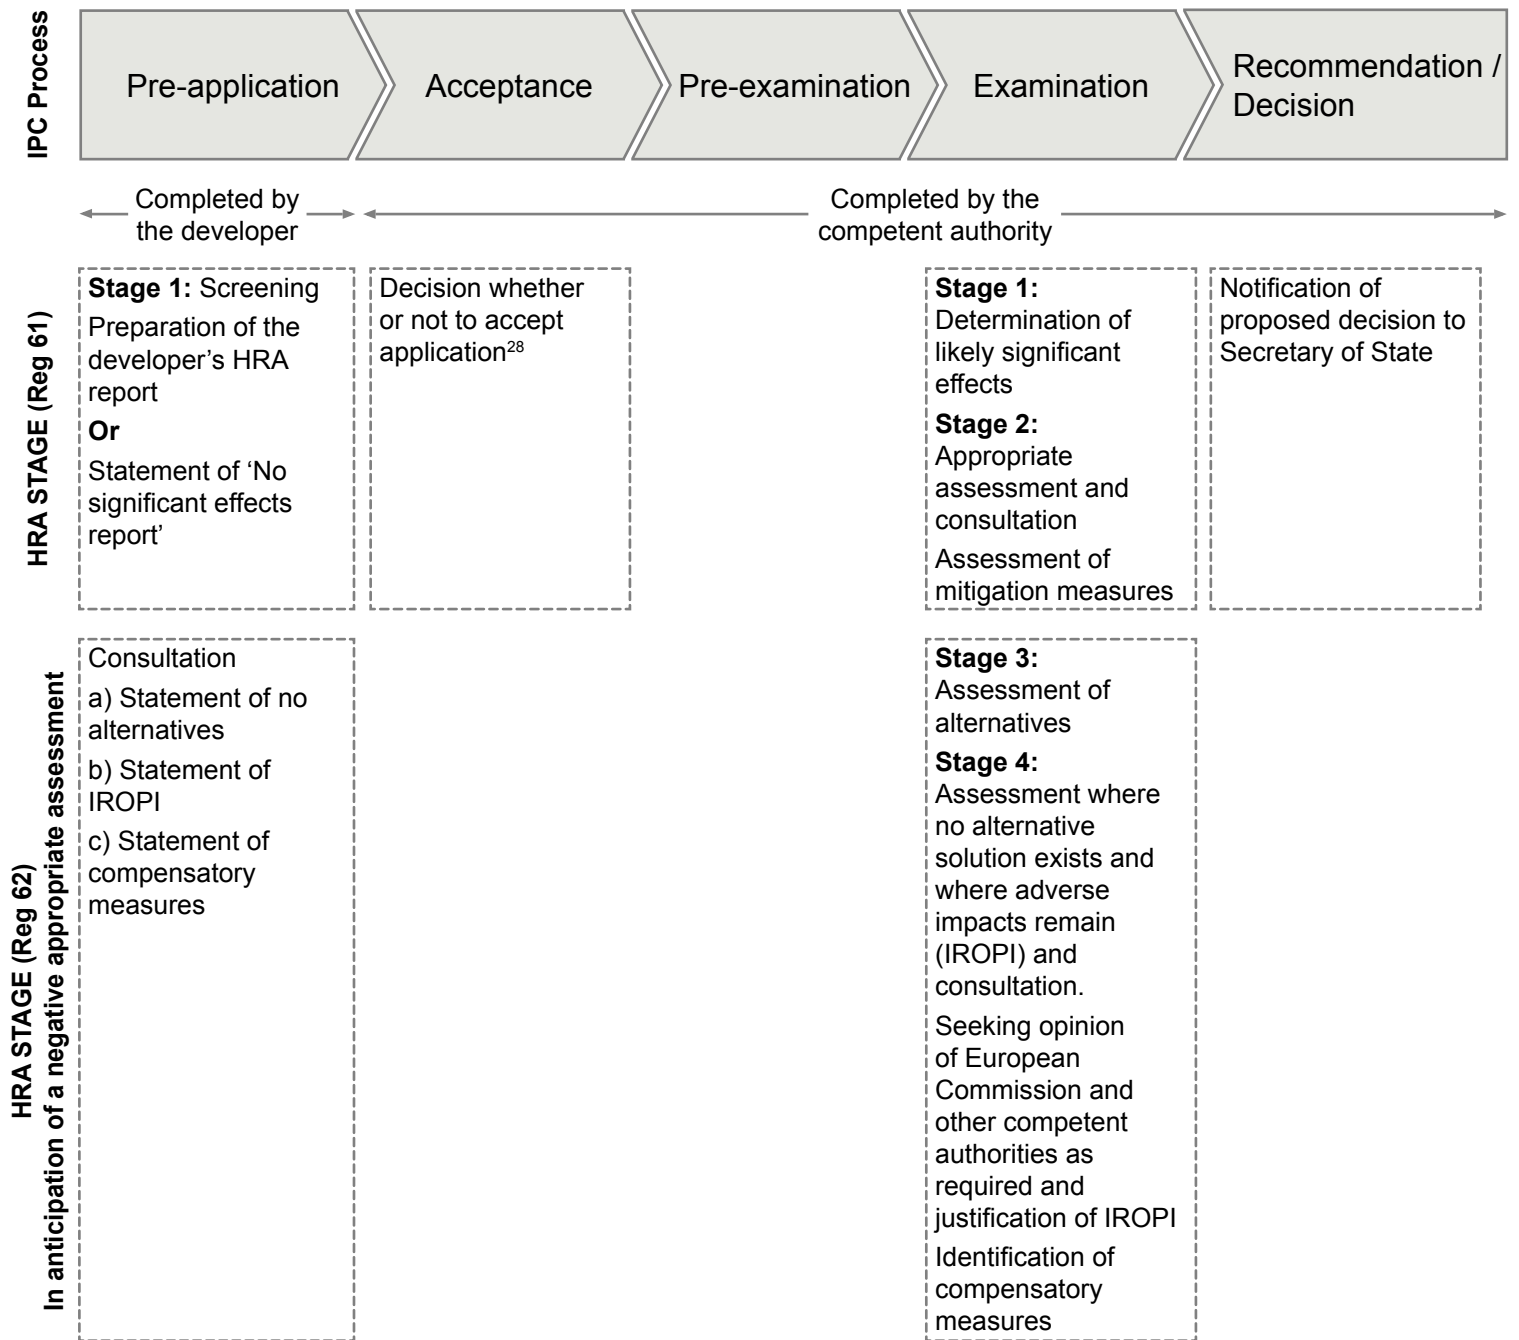 IPC Process
Pre-application
Acceptance
Pre-examination
Examination
Recommendation /
Decision
Completed by
the developer
Completed by the
competent authority
HRA STAGE (Reg 61)
Stage 1: Screening
Preparation of the
developer’s HRA
report
Or
Statement of ‘No
significant effects
report’
Decision whether
or not to accept
application28
Stage 1:
Determination of
likely significant
effects
Stage 2:
Appropriate
assessment and
consultation
Assessment of
mitigation measures
Notification of
proposed decision to
Secretary of State
HRA STAGE (Reg 62)
In anticipation of a negative appropriate assessment
Consultation
a) Statement of no
alternatives
b) Statement of
IROPI
c) Statement of
compensatory
measures
Stage 3:
Assessment of
alternatives
Stage 4:
Assessment where
no alternative
solution exists and
where adverse
impacts remain
(IROPI) and
consultation.
Seeking opinion
of European
Commission and
other competent
authorities as
required and
justification of IROPI
Identification of
compensatory
measures